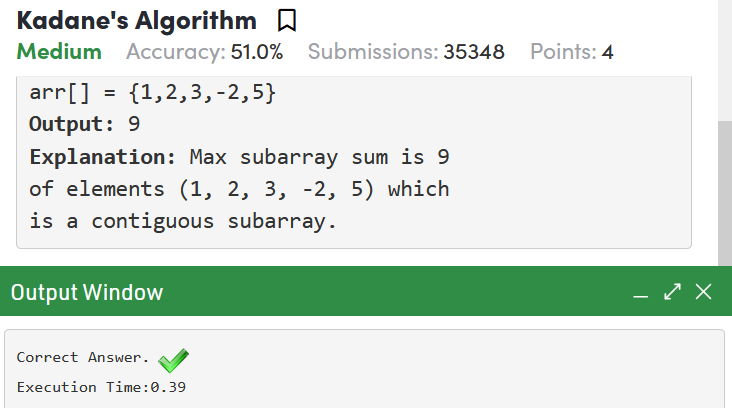 Kadane's Algorithm
Medium Accuracy: 51.0% Submissions: 35348 Points: 4
arr[] = {1,2,3,-2,5}
Output: 9
Explanation: Max subarray sum is 9
of elements (1, 2, 3, -2, 5) which
is a contiguous subarray.
Output Window
Correct Answer.
Execution Time:0.39